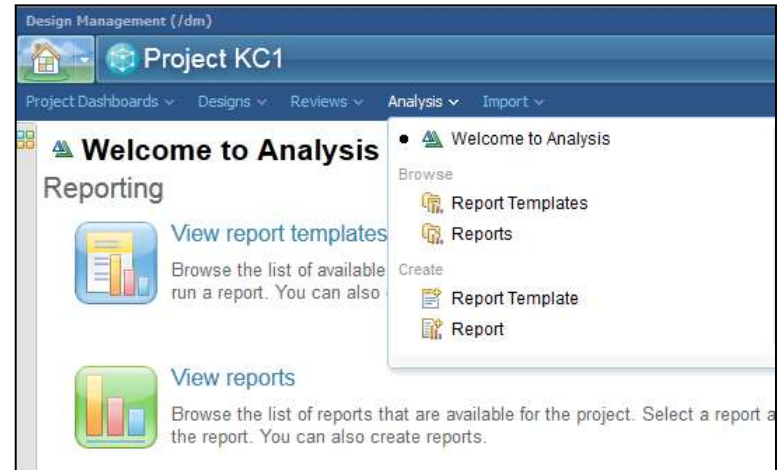 Design Management (/dm)
Project KC1
Project Dashboards Designs Reviews Analysis Import
Welcome to Analysis
Reporting
View report templates
Browse the list of available
run a report. You can also
Welcome to Analysis
Browse
Report Templates
Reports
Create
Report Template
Report
View reports
Browse the list of reports that are available for the project. Select a report a
the report. You can also create reports.